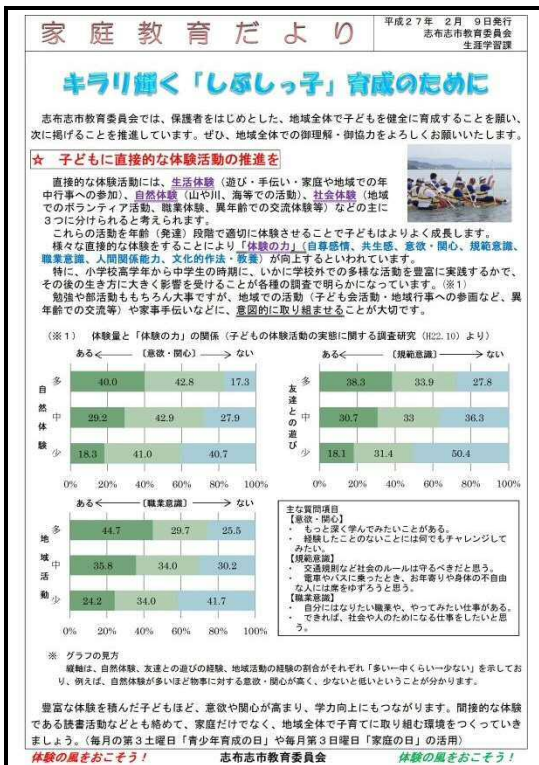 家庭教育だより
平成27年 2月 9日発行
志布志市教育委員会
生涯学習課
キラリ輝く「しぶしっ子」育成のために
志布志市教育委員会では、保護者をはじめとした、地域全体で子どもを健全に育成することを願い、
次に掲げることを推進しています。ぜひ、地域全体での御理解・御協力をよろしくお願いいたします。
☆ 子どもに直接的な体験活動の推進を
直接的な体験活動には、生活体験(遊び・手伝い・家庭や地域での年
中行事への参加)、自然体験(山や川、海等での活動)、社会体験(地域
でのボランティア活動、職業体験、異年齢での交流体験等)などの主に
3つに分けられると考えられます。
これらの活動を年齢(発達)段階で適切に体験させることで子どもはよりよく成長します。
様々な直接的な体験をすることにより「体験の力」(自尊感情、共生感、意欲・関心、規範意識、
職業意識、人間関係能力、文化的作法・教養)が向上するといわれています。
特に、小学校高学年から中学生の時期に、いかに学校外での多様な活動を豊富に実践するかで、
その後の生き方に大きく影響を受けることが各種の調査で明らかになっています。(※1)
勉強や部活動ももちろん大事ですが、地域での活動(子ども会活動・地域行事への参画など、異
年齢での交流等)や家事手伝いなどに、意図的に取り組ませることが大切です。
(※1) 体験量と「体験の力」の関係(子どもの体験活動の実態に関する調査研究(H22.10)より)
ある← 〔意欲・関心〕 → ない
自然体験
多 40.0 42.8 17.3
中 29.2 42.9 27.9
少 18.3 41.0 40.7
0% 20% 40% 60% 80% 100%
ある← 〔規範意識〕 → ない
友達との遊び
多 38.3 33.9 27.8
中 30.7 33 36.3
少 18.1 31.4 50.4
0% 20% 40% 60% 80% 100%
ある← 〔職業意識〕 → ない
地域活動
多 44.7 29.7 25.5
中 35.8 34.0 30.2
少 24.2 34.0 41.7
0% 20% 40% 60% 80% 100%
主な質問項目
【意欲・関心】
・ もっと深く学んでみたいことがある。
・ 経験したことのないことには何でもチャレンジして
みたい。
【規範意識】
・ 交通規則など社会のルールは守るべきだと思う。
・ 電車やバスに乗ったとき、お年寄りや身体の不自由
な人には席をゆずろうと思う。
【職業意識】
・ 自分にはなりたい職業や、やってみたい仕事がある。
・ できれば、社会や人のためになる仕事をしたいと思
う。
※ グラフの見方
縦軸は、自然体験、友達との遊びの経験、地域活動の経験の割合がそれぞれ「多い←中くらい→少ない」を示してお
り、例えば、自然体験が多いほど物事に対する意欲・関心が高く、少ないと低いということが分かります。
豊富な体験を積んだ子どもほど、意欲や関心が高まり、学力向上にもつながります。間接的な体験
である読書活動などとも絡めて、家庭だけでなく、地域全体で子育てに取り組む環境をつくっていき
ましょう。(毎月の第3土曜日「青少年育成の日」や毎月第3日曜日「家庭の日」の活用)
体験の風をおこそう! 志布志市教育委員会 体験の風をおこそう!